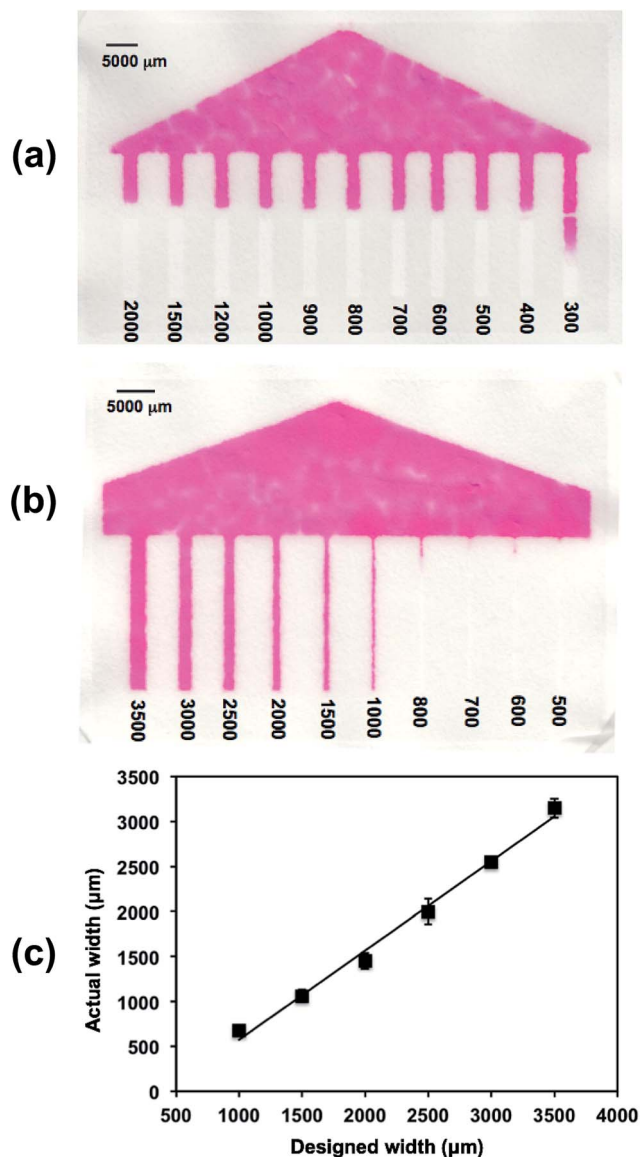 (a)
5000 µm
2000 1500 1200 1000 900 800 700 600 500 400 300
(b)
5000 µm
3500 3000 2500 2000 1500 1000 800 700 600 500
(c)
Actual width (µm)
3500
3000
2500
2000
1500
1000
500
0
500 1000 1500 2000 2500 3000 3500 4000
Designed width (µm)